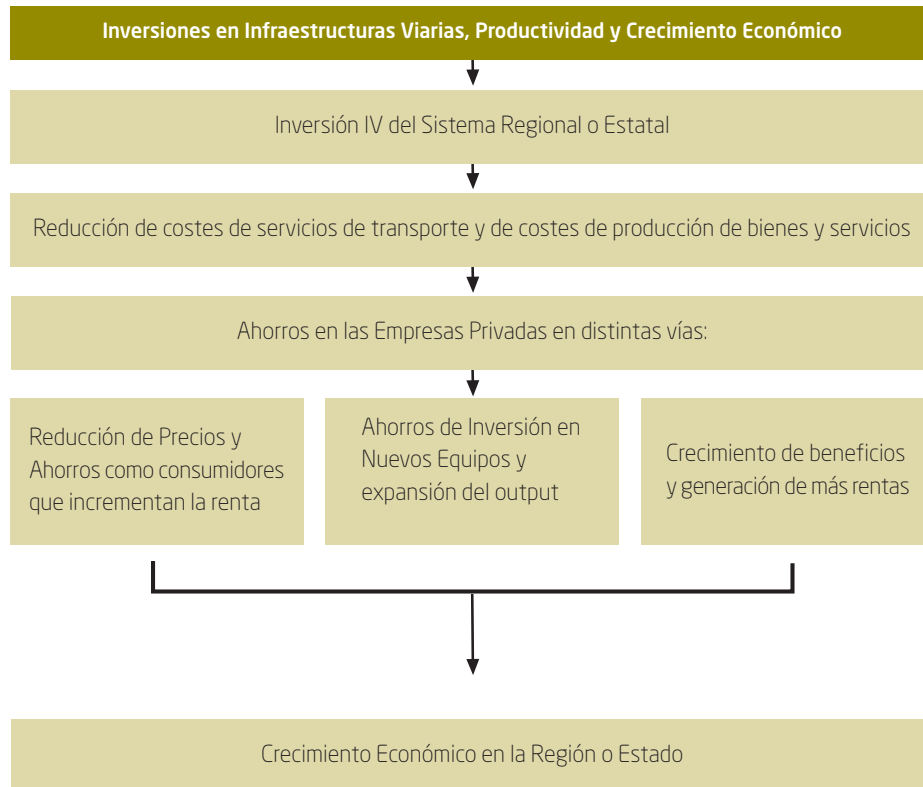 Inversiones en Infraestructuras Viarias, Productividad y Crecimiento Económico
Inversión IV del Sistema Regional o Estatal
Reducción de costes de servicios de transporte y de costes de producción de bienes y servicios
Ahorros en las Empresas Privadas en distintas vías:
Reducción de Precios y
Ahorros como consumidores
que incrementan la renta
Ahorros de Inversión en
Nuevos Equipos y
expansión del output
Crecimiento de beneficios
y generación de más rentas
Crecimiento Económico en la Región o Estado